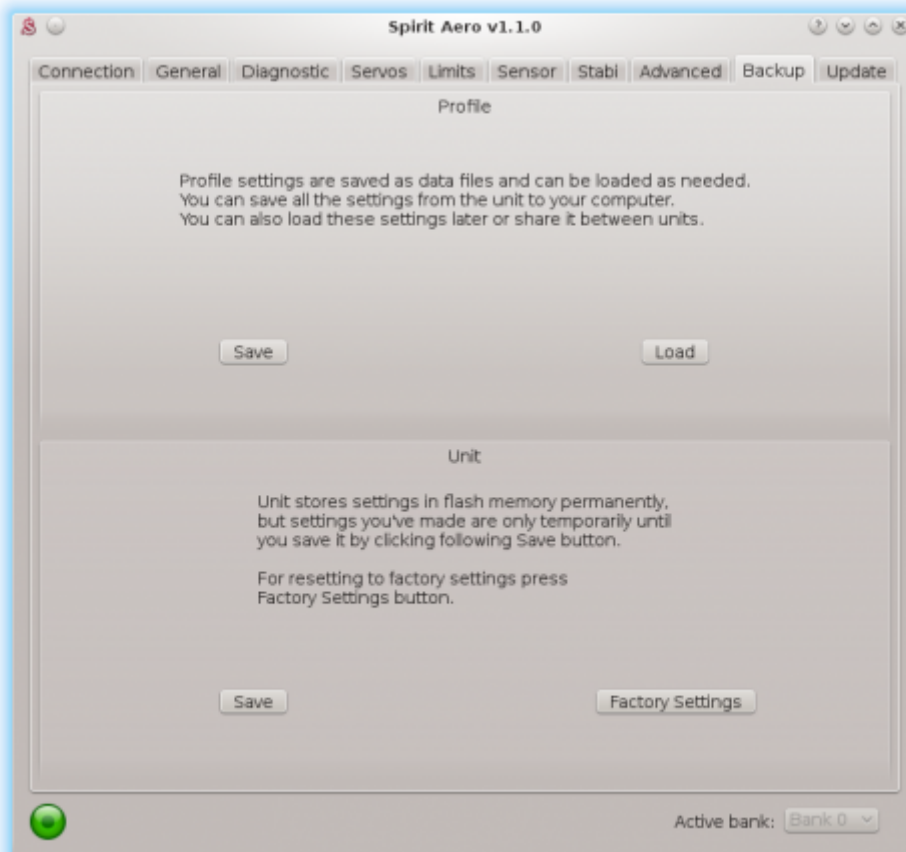 Spirit Aero v1.1.0
Connection General Diagnostic Servos Limits Sensor Stabi Advanced Backup Update
Profile
Profile settings are saved as data files and can be loaded as needed.
You can save all the settings from the unit to your computer.
You can also load these settings later or share it between units.
Save Load
Unit
Unit stores settings in flash memory permanently,
but settings you've made are only temporarily until
you save it by clicking following Save button.
For resetting to factory settings press
Factory Settings button.
Save Factory Settings
Active bank: Bank 0